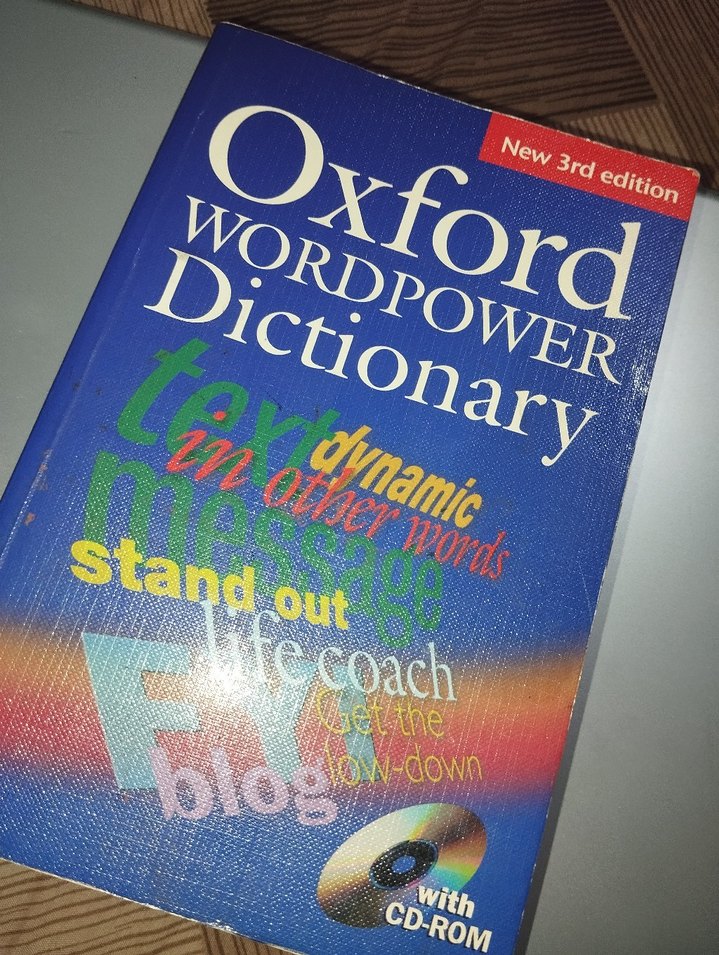 New 3rd edition
Oxford
WORDPOWER
Dictionary
text
dynamic
in other words
message
stand out
life coach
FYI
Get the
low-down
blog
with
CD-ROM